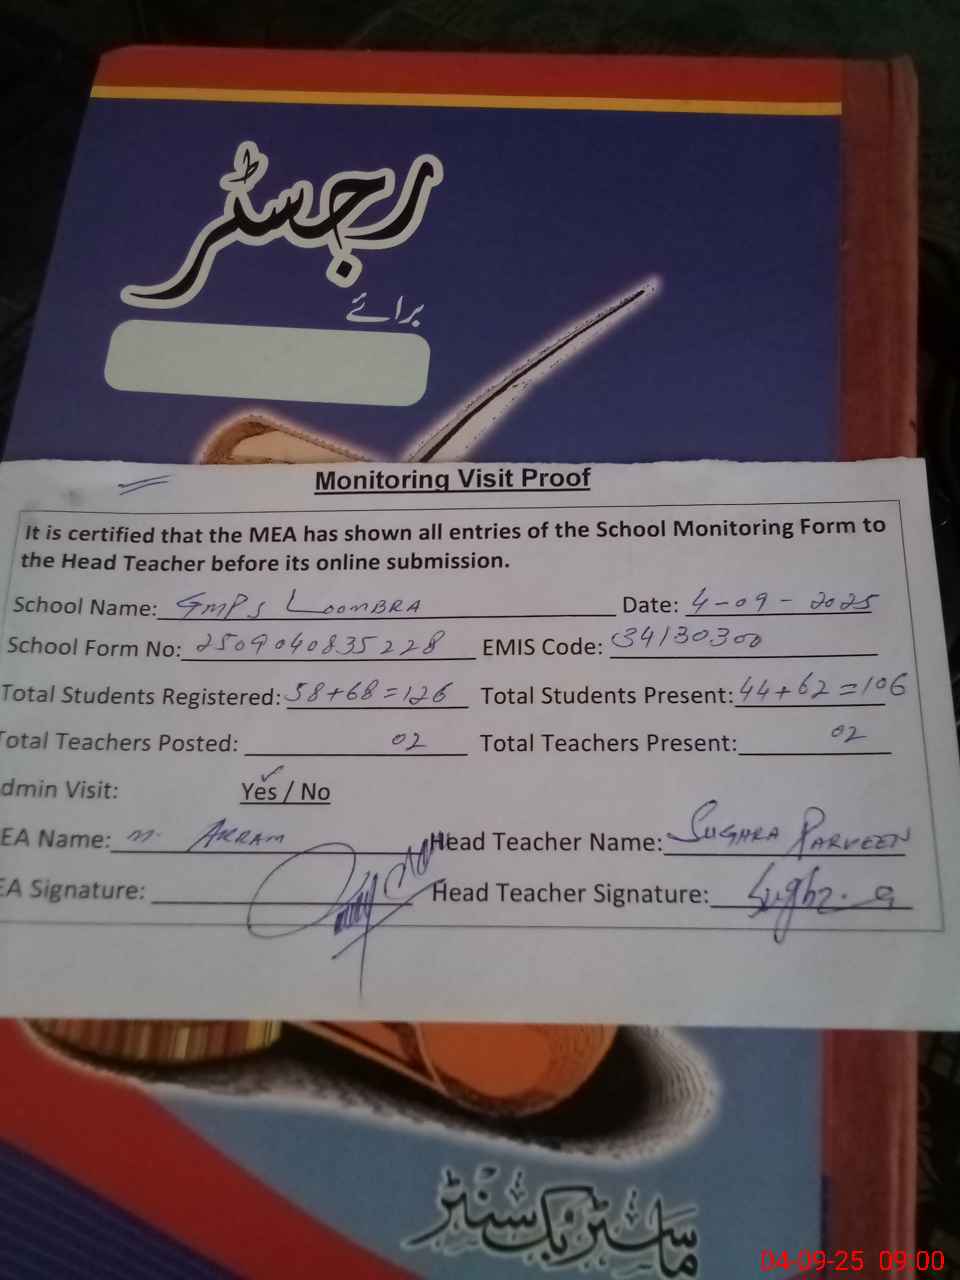 رجسٹر
برائے
Monitoring Visit Proof
It is certified that the MEA has shown all entries of the School Monitoring Form to
the Head Teacher before its online submission.
School Name: GMPS LOOMBRA Date: 4-09-2025
School Form No: 2509040835228 EMIS Code: 34130300
Total Students Registered: 58+68=126 Total Students Present: 44+62=106
Total Teachers Posted: 02 Total Teachers Present: 02
dmin Visit: Yes / No
EA Name: M. AKRAM Head Teacher Name: SUGHRA PARVEEN
EA Signature: Head Teacher Signature: Sughra
ماسٹر بک سنٹر
04-09-25 09:00